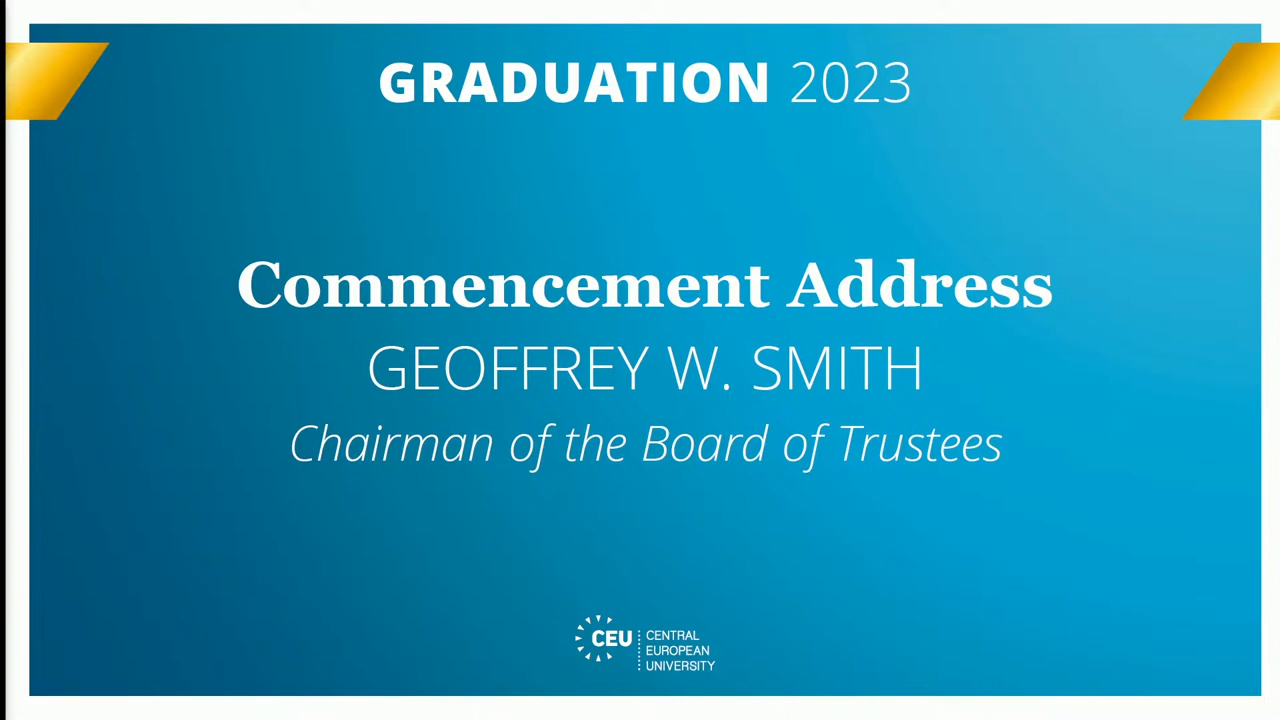 GRADUATION 2023
Commencement Address
GEOFFREY W. SMITH
Chairman of the Board of Trustees
CEU
CENTRAL
EUROPEAN
UNIVERSITY